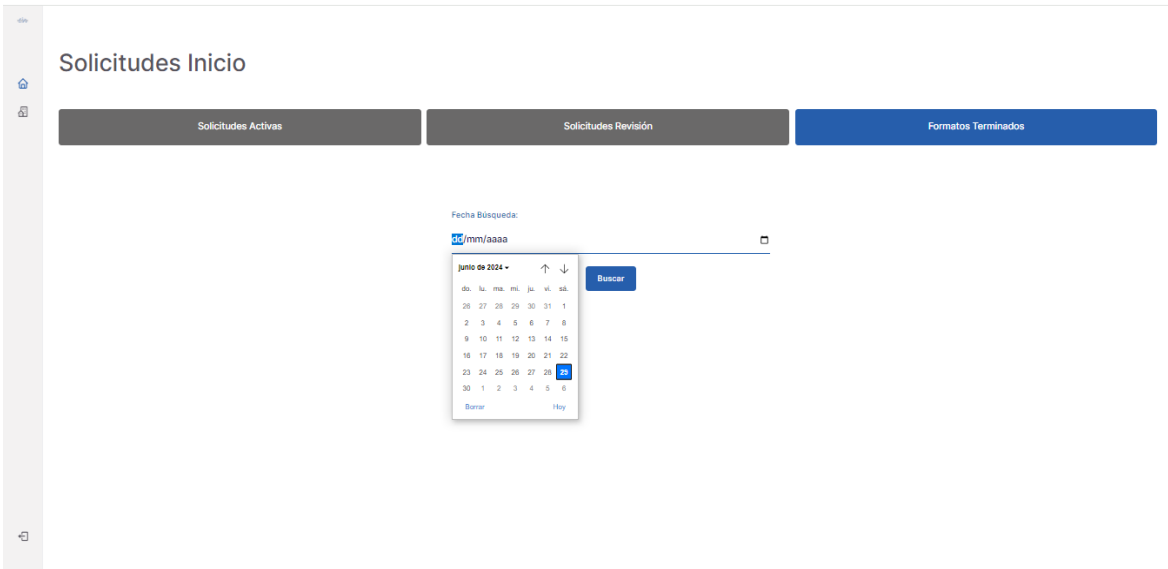 Solicitudes Inicio
Solicitudes Activas Solicitudes Revisión Formatos Terminados
Fecha Búsqueda:
dd/mm/aaaa
junio de 2024
Buscar
do. lu. ma. mi. ju. vi. sá.
26 27 28 29 30 31 1
2 3 4 5 6 7 8
9 10 11 12 13 14 15
16 17 18 19 20 21 22
23 24 25 26 27 28 29
30 1 2 3 4 5 6
Borrar Hoy